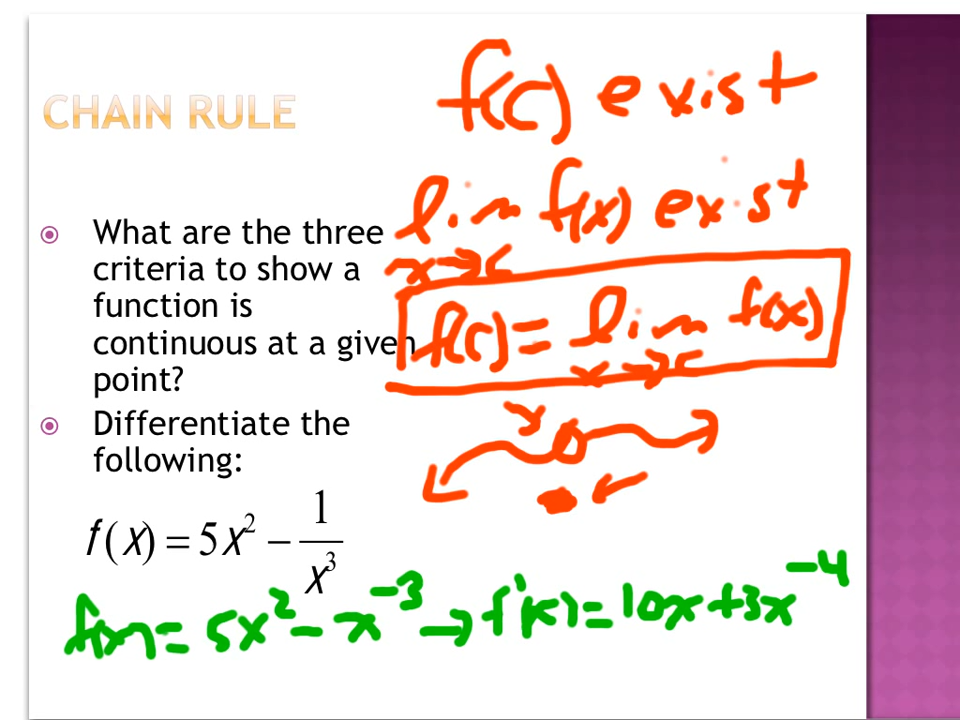 CHAIN RULE
f(c) exist
lim f(x) exist
x→c
What are the three
criteria to show a
function is
continuous at a given
point?
f(c) = lim f(x)
x→c
Differentiate the
following:
f(x) = 5x² − 1/x³
f(x) = 5x² − x⁻³ → f'(x) = 10x + 3x⁻⁴